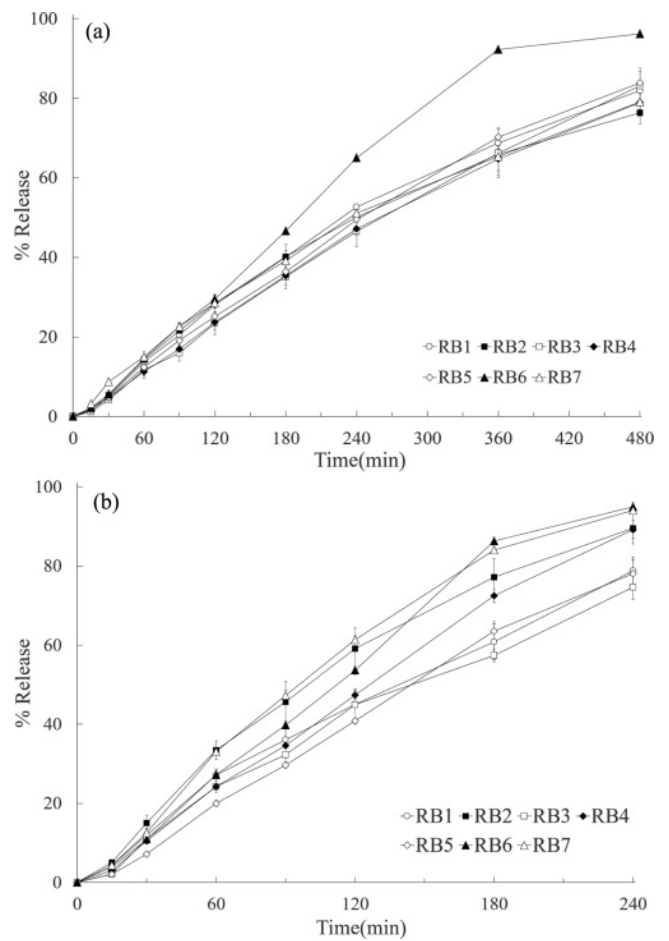 (a)
100
80
60
40
20
0
% Release
RB1 RB2 RB3 RB4
RB5 RB6 RB7
0 60 120 180 240 300 360 420 480
Time(min)
(b)
100
80
60
40
20
0
% Release
RB1 RB2 RB3 RB4
RB5 RB6 RB7
0 60 120 180 240
Time(min)